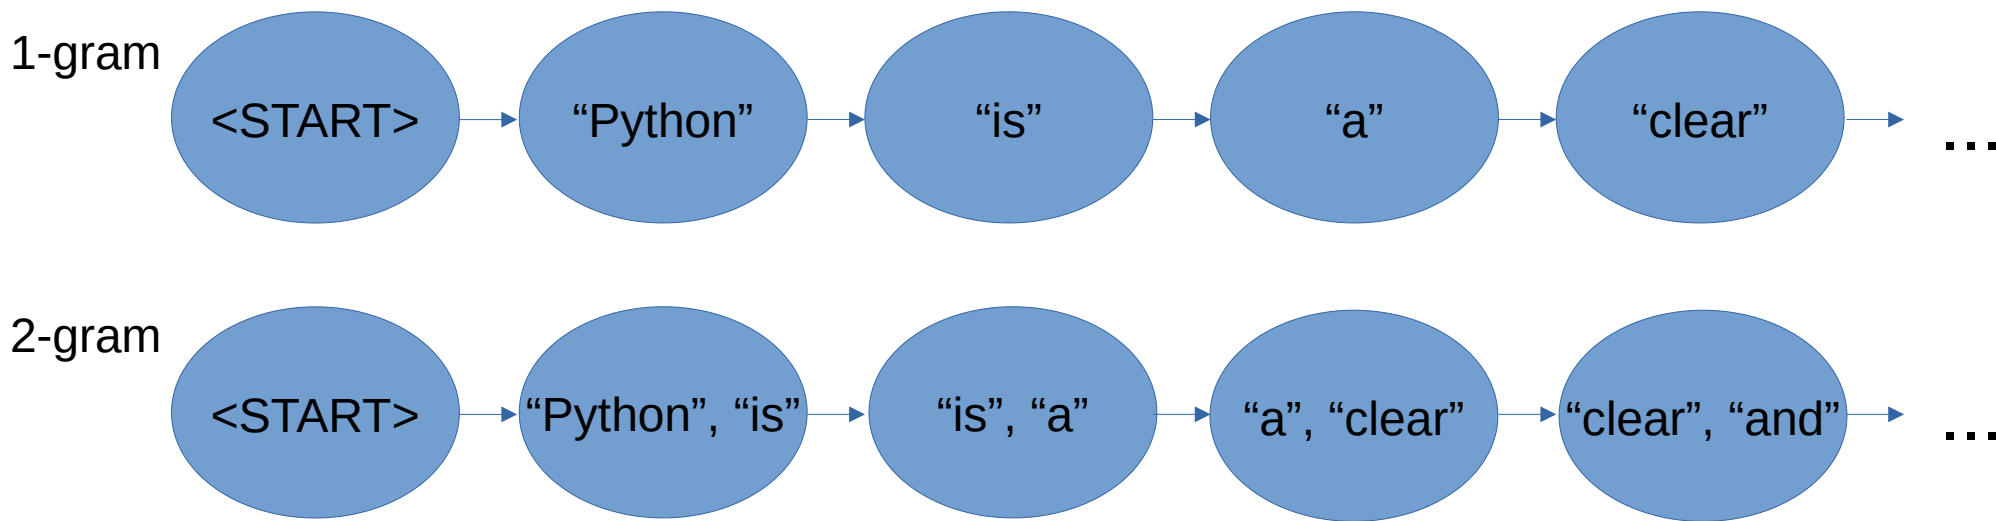 1-gram
<START> “Python” “is” “a” “clear” ...
2-gram
<START> “Python”, “is” “is”, “a” “a”, “clear” “clear”, “and” ...